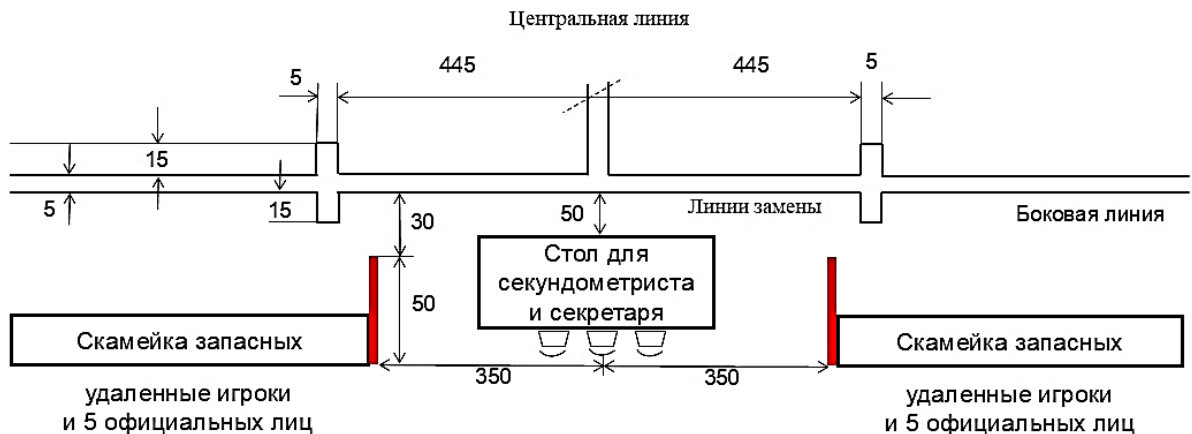 Центральная линия
5
445
445
5
15
5
15
30
50
Линии замены
Боковая линия
Стол для
секундометриста
и секретаря
50
Скамейка запасных
Скамейка запасных
350
350
удаленные игроки
и 5 официальных лиц
удаленные игроки
и 5 официальных лиц